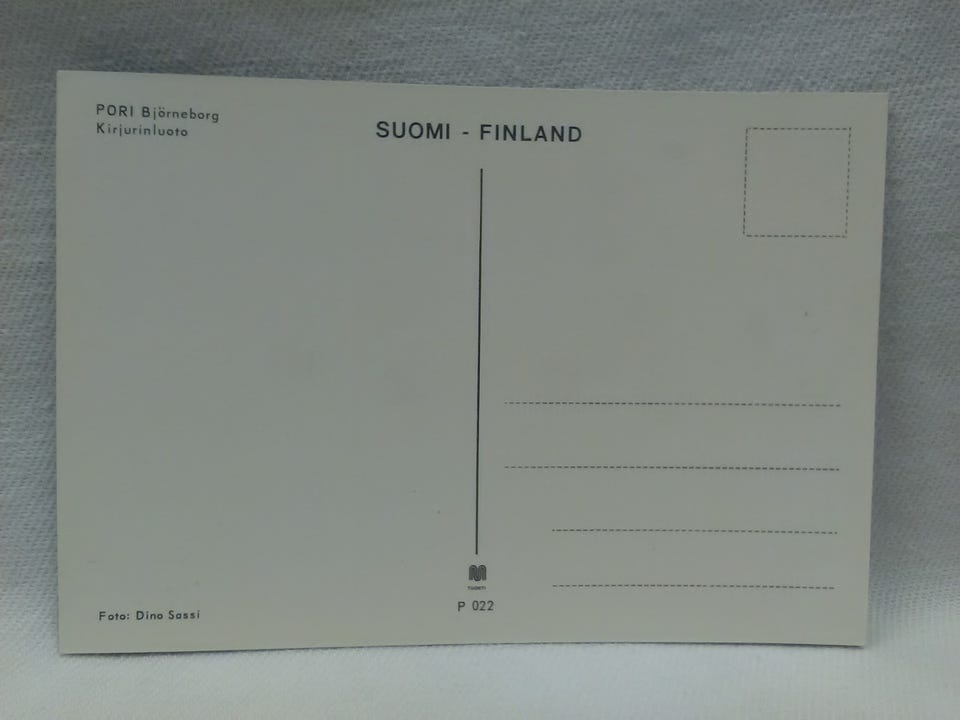 PORI Björneborg
Kirjurinluoto
SUOMI - FINLAND
P 022
Foto: Dino Sassi